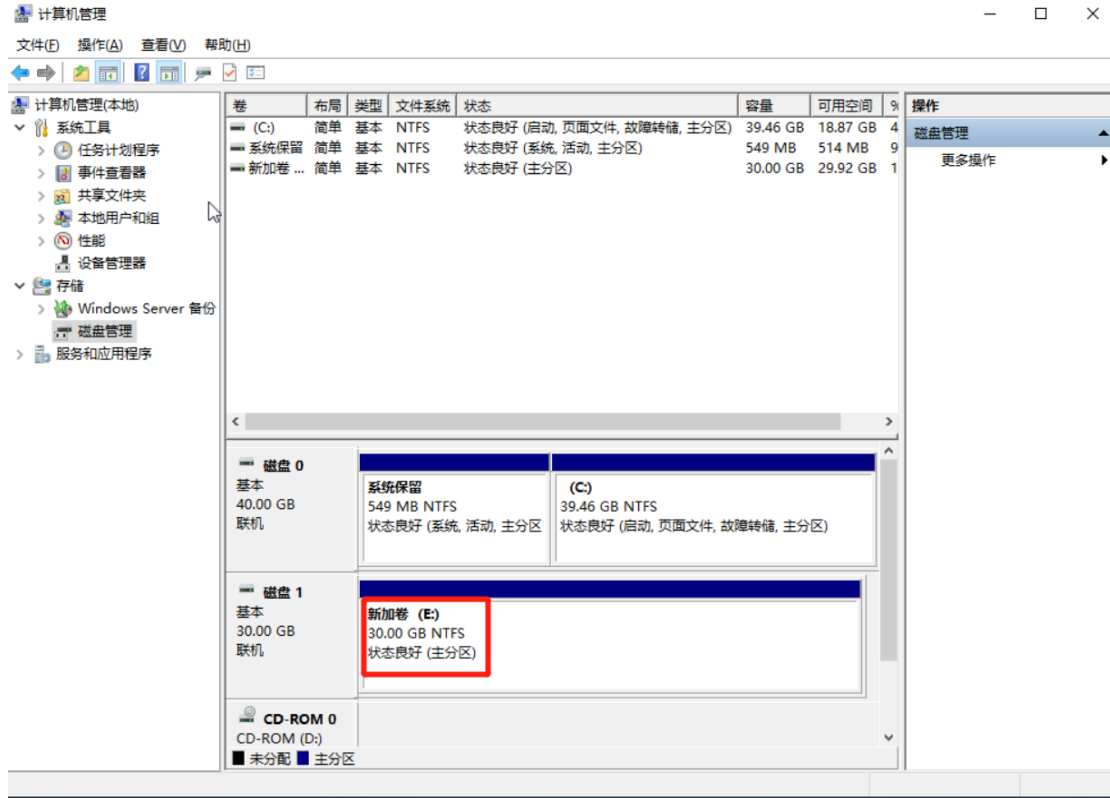 计算机管理
文件(F) 操作(A) 查看(V) 帮助(H)
计算机管理(本地)
系统工具
任务计划程序
事件查看器
共享文件夹
本地用户和组
性能
设备管理器
存储
Windows Server 备份
磁盘管理
服务和应用程序
卷 布局 类型 文件系统 状态 容量 可用空间 %
(C:) 简单 基本 NTFS 状态良好 (启动, 页面文件, 故障转储, 主分区) 39.46 GB 18.87 GB 4
系统保留 简单 基本 NTFS 状态良好 (系统, 活动, 主分区) 549 MB 514 MB 9
新加卷 ... 简单 基本 NTFS 状态良好 (主分区) 30.00 GB 29.92 GB 1
磁盘 0
基本
40.00 GB
联机
系统保留
549 MB NTFS
状态良好 (系统, 活动, 主分区
(C:)
39.46 GB NTFS
状态良好 (启动, 页面文件, 故障转储, 主分区)
磁盘 1
基本
30.00 GB
联机
新加卷 (E:)
30.00 GB NTFS
状态良好 (主分区)
CD-ROM 0
CD-ROM (D:)
未分配 主分区
操作
磁盘管理
更多操作